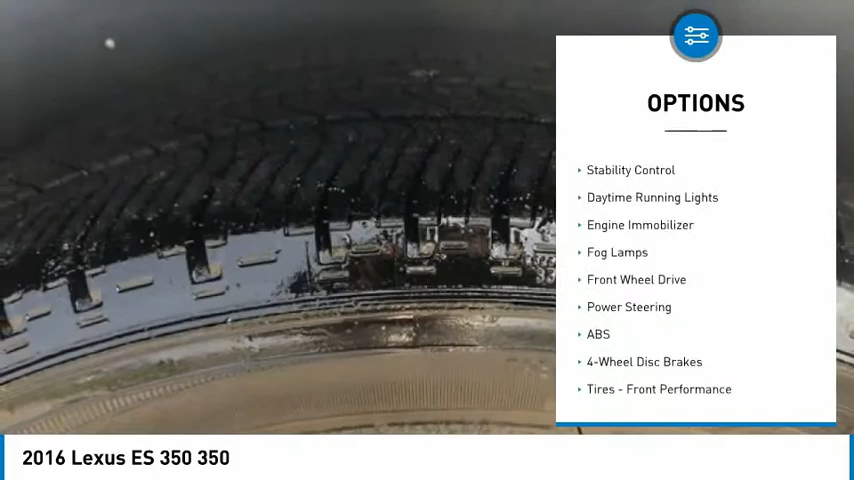 OPTIONS
Stability Control
Daytime Running Lights
Engine Immobilizer
Fog Lamps
Front Wheel Drive
Power Steering
ABS
4-Wheel Disc Brakes
Tires - Front Performance
2016 Lexus ES 350 350